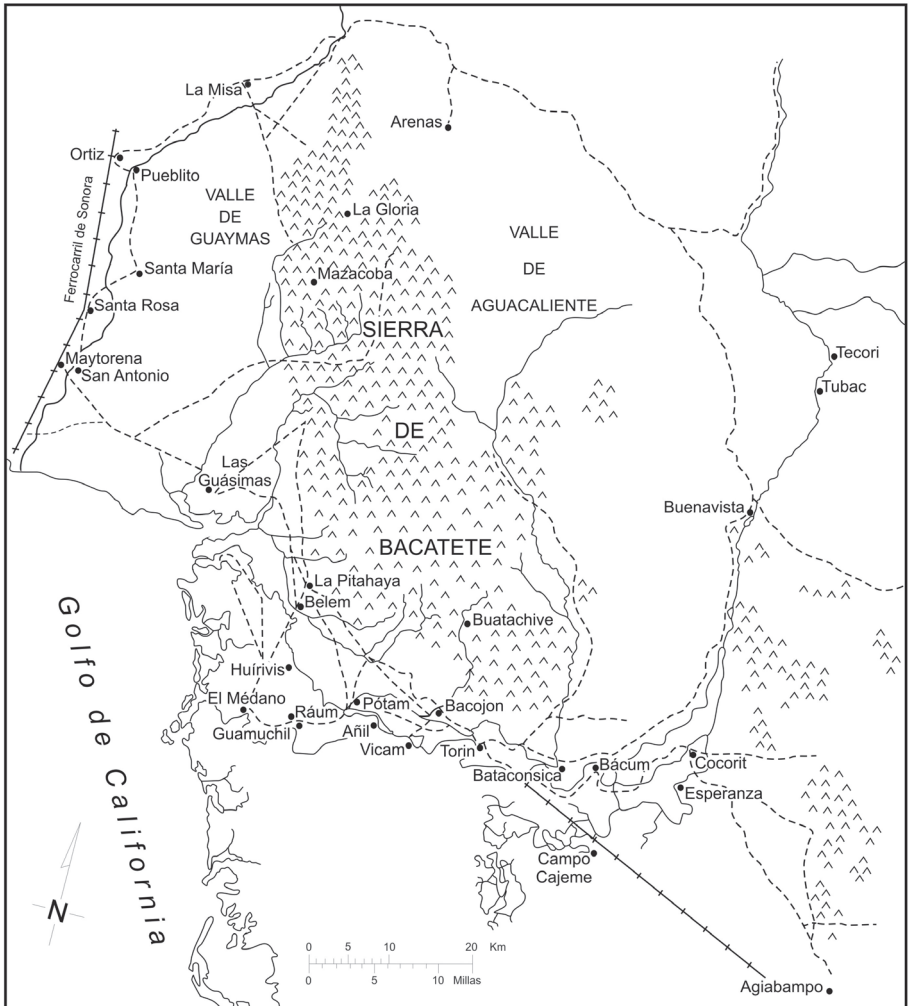 La Misa
Arenas
Ortiz
Pueblito
VALLE
DE
GUAYMAS
La Gloria
VALLE
DE
AGUACALIENTE
Ferrocarril de Sonora
Santa María
Mazacoba
Santa Rosa
SIERRA
Maytorena
San Antonio
Tecori
Tubac
DE
Las
Guásimas
Buenavista
BACATETE
La Pitahaya
Belem
Buatachive
Golfo de California
Huírivis
El Médano
Ráum
Pótam
Bacojon
Guamuchil
Añil
Vicam
Torin
Bataconsica
Bácum
Cocorit
Esperanza
Campo
Cajeme
N
0 5 10 20 Km
0 5 10 Millas
Agiabampo